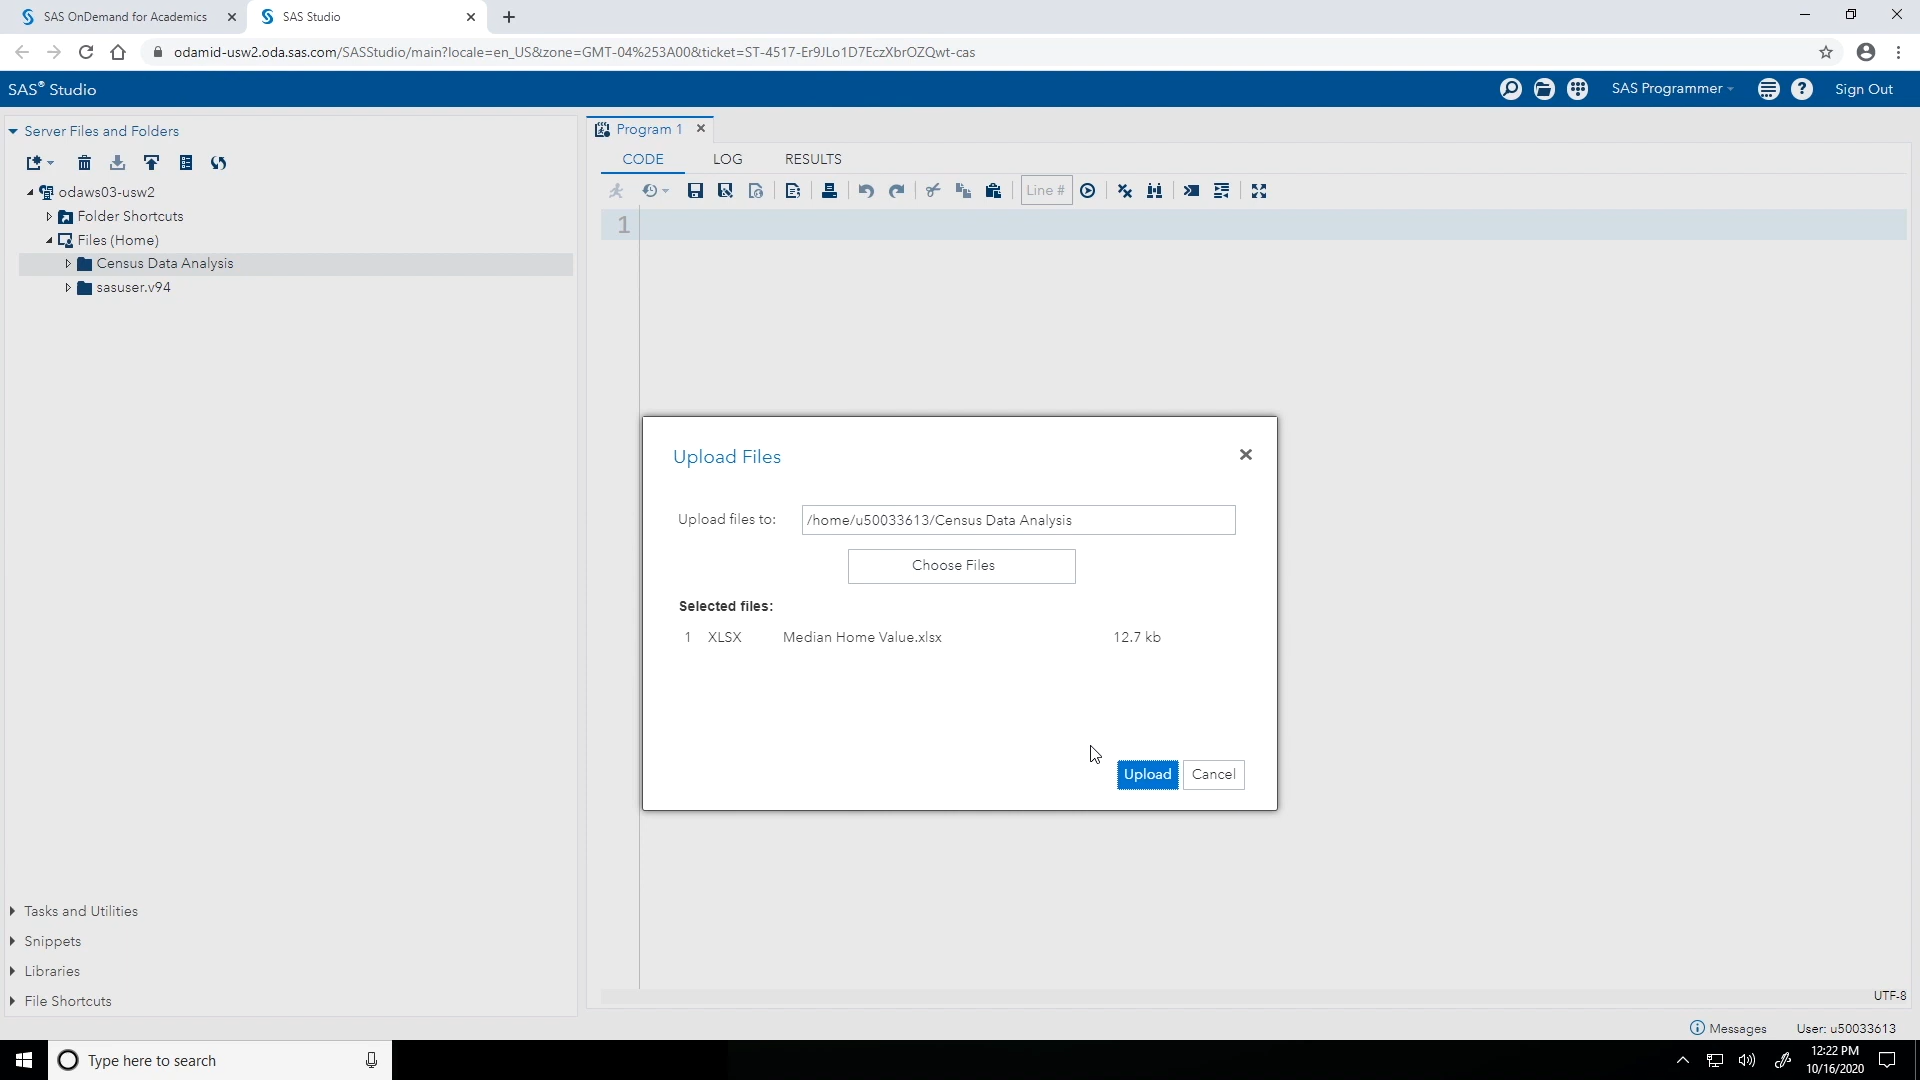 SAS OnDemand for Academics
SAS Studio
odamid-usw2.oda.sas.com/SASStudio/main?locale=en_US&zone=GMT-04%253A00&ticket=ST-4517-Er9JLo1D7EczXbrOZQwt-cas
SAS® Studio
SAS Programmer
Sign Out
Server Files and Folders
odaws03-usw2
Folder Shortcuts
Files (Home)
Census Data Analysis
sasuser.v94
Tasks and Utilities
Snippets
Libraries
File Shortcuts
Program 1
CODE LOG RESULTS
Line #
1
Upload Files
Upload files to: /home/u50033613/Census Data Analysis
Choose Files
Selected files:
1 XLSX Median Home Value.xlsx 12.7 kb
Upload Cancel
UTF-8
Messages User: u50033613
Type here to search
12:22 PM
10/16/2020